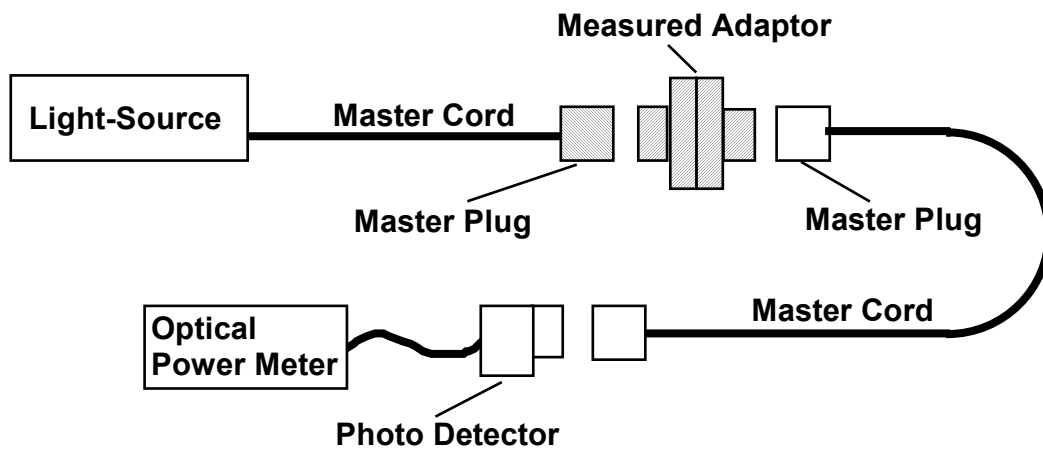 Measured Adaptor
Light-Source
Master Cord
Master Plug
Master Plug
Master Cord
Optical
Power Meter
Photo Detector